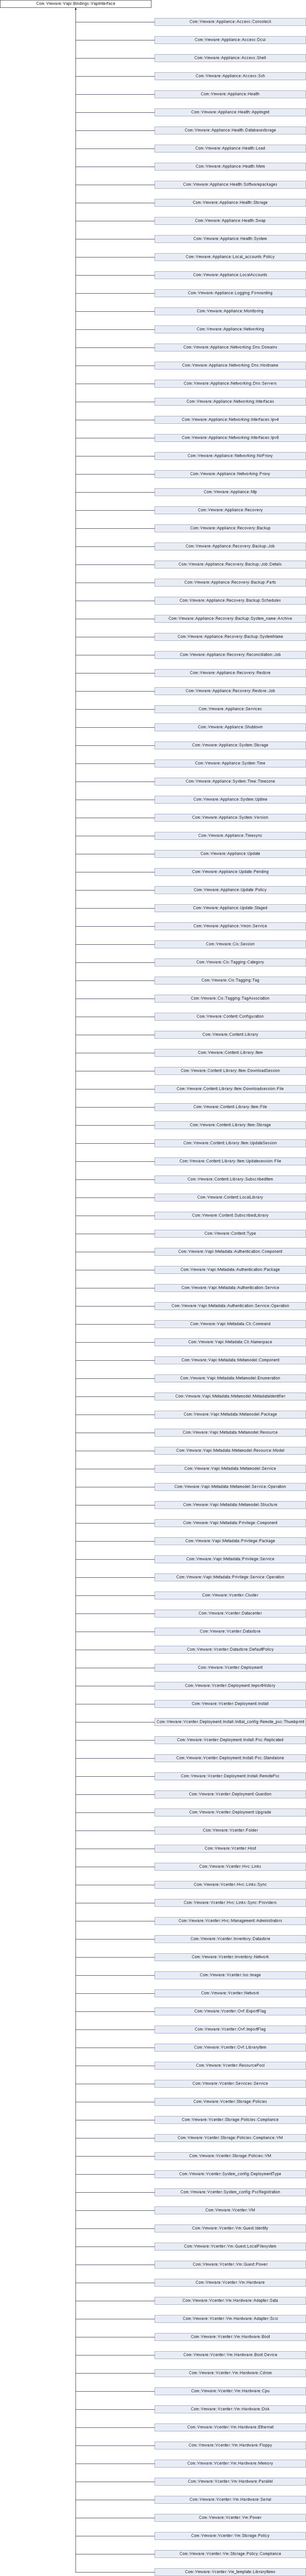 Com::Vmware::Vapi::Bindings::VapiInterface
Com::Vmware::Appliance::Access::Consolecli
Com::Vmware::Appliance::Access::Dcui
Com::Vmware::Appliance::Access::Shell
Com::Vmware::Appliance::Access::Ssh
Com::Vmware::Appliance::Health
Com::Vmware::Appliance::Health::Applmgmt
Com::Vmware::Appliance::Health::Databasestorage
Com::Vmware::Appliance::Health::Load
Com::Vmware::Appliance::Health::Mem
Com::Vmware::Appliance::Health::Softwarepackages
Com::Vmware::Appliance::Health::Storage
Com::Vmware::Appliance::Health::Swap
Com::Vmware::Appliance::Health::System
Com::Vmware::Appliance::Local_accounts::Policy
Com::Vmware::Appliance::LocalAccounts
Com::Vmware::Appliance::Logging::Forwarding
Com::Vmware::Appliance::Monitoring
Com::Vmware::Appliance::Networking
Com::Vmware::Appliance::Networking::Dns::Domains
Com::Vmware::Appliance::Networking::Dns::Hostname
Com::Vmware::Appliance::Networking::Dns::Servers
Com::Vmware::Appliance::Networking::Interfaces
Com::Vmware::Appliance::Networking::Interfaces::Ipv4
Com::Vmware::Appliance::Networking::Interfaces::Ipv6
Com::Vmware::Appliance::Networking::NoProxy
Com::Vmware::Appliance::Networking::Proxy
Com::Vmware::Appliance::Ntp
Com::Vmware::Appliance::Recovery
Com::Vmware::Appliance::Recovery::Backup
Com::Vmware::Appliance::Recovery::Backup::Job
Com::Vmware::Appliance::Recovery::Backup::Job::Details
Com::Vmware::Appliance::Recovery::Backup::Parts
Com::Vmware::Appliance::Recovery::Backup::Schedules
Com::Vmware::Appliance::Recovery::Backup::System_name::Archive
Com::Vmware::Appliance::Recovery::Backup::SystemName
Com::Vmware::Appliance::Recovery::Reconciliation::Job
Com::Vmware::Appliance::Recovery::Restore
Com::Vmware::Appliance::Recovery::Restore::Job
Com::Vmware::Appliance::Services
Com::Vmware::Appliance::Shutdown
Com::Vmware::Appliance::System::Storage
Com::Vmware::Appliance::System::Time
Com::Vmware::Appliance::System::Time::Timezone
Com::Vmware::Appliance::System::Uptime
Com::Vmware::Appliance::System::Version
Com::Vmware::Appliance::Timesync
Com::Vmware::Appliance::Update
Com::Vmware::Appliance::Update::Pending
Com::Vmware::Appliance::Update::Policy
Com::Vmware::Appliance::Update::Staged
Com::Vmware::Appliance::Vmon::Service
Com::Vmware::Cis::Session
Com::Vmware::Cis::Tagging::Category
Com::Vmware::Cis::Tagging::Tag
Com::Vmware::Cis::Tagging::TagAssociation
Com::Vmware::Content::Configuration
Com::Vmware::Content::Library
Com::Vmware::Content::Library::Item
Com::Vmware::Content::Library::Item::DownloadSession
Com::Vmware::Content::Library::Item::Downloadsession::File
Com::Vmware::Content::Library::Item::File
Com::Vmware::Content::Library::Item::Storage
Com::Vmware::Content::Library::Item::UpdateSession
Com::Vmware::Content::Library::Item::Updatesession::File
Com::Vmware::Content::Library::SubscribedItem
Com::Vmware::Content::LocalLibrary
Com::Vmware::Content::SubscribedLibrary
Com::Vmware::Content::Type
Com::Vmware::Vapi::Metadata::Authentication::Component
Com::Vmware::Vapi::Metadata::Authentication::Package
Com::Vmware::Vapi::Metadata::Authentication::Service
Com::Vmware::Vapi::Metadata::Authentication::Service::Operation
Com::Vmware::Vapi::Metadata::Cli::Command
Com::Vmware::Vapi::Metadata::Cli::Namespace
Com::Vmware::Vapi::Metadata::Metamodel::Component
Com::Vmware::Vapi::Metadata::Metamodel::Enumeration
Com::Vmware::Vapi::Metadata::Metamodel::MetadataIdentifier
Com::Vmware::Vapi::Metadata::Metamodel::Package
Com::Vmware::Vapi::Metadata::Metamodel::Resource
Com::Vmware::Vapi::Metadata::Metamodel::Resource::Model
Com::Vmware::Vapi::Metadata::Metamodel::Service
Com::Vmware::Vapi::Metadata::Metamodel::Service::Operation
Com::Vmware::Vapi::Metadata::Metamodel::Structure
Com::Vmware::Vapi::Metadata::Privilege::Component
Com::Vmware::Vapi::Metadata::Privilege::Package
Com::Vmware::Vapi::Metadata::Privilege::Service
Com::Vmware::Vapi::Metadata::Privilege::Service::Operation
Com::Vmware::Vcenter::Cluster
Com::Vmware::Vcenter::Datacenter
Com::Vmware::Vcenter::Datastore
Com::Vmware::Vcenter::Datastore::DefaultPolicy
Com::Vmware::Vcenter::Deployment
Com::Vmware::Vcenter::Deployment::ImportHistory
Com::Vmware::Vcenter::Deployment::Install
Com::Vmware::Vcenter::Deployment::Install::Initial_config::Remote_psc::Thumbprint
Com::Vmware::Vcenter::Deployment::Install::Psc::Replicated
Com::Vmware::Vcenter::Deployment::Install::Psc::Standalone
Com::Vmware::Vcenter::Deployment::Install::RemotePsc
Com::Vmware::Vcenter::Deployment::Question
Com::Vmware::Vcenter::Deployment::Upgrade
Com::Vmware::Vcenter::Folder
Com::Vmware::Vcenter::Host
Com::Vmware::Vcenter::Hvc::Links
Com::Vmware::Vcenter::Hvc::Links::Sync
Com::Vmware::Vcenter::Hvc::Links::Sync::Providers
Com::Vmware::Vcenter::Hvc::Management::Administrators
Com::Vmware::Vcenter::Inventory::Datastore
Com::Vmware::Vcenter::Inventory::Network
Com::Vmware::Vcenter::Iso::Image
Com::Vmware::Vcenter::Network
Com::Vmware::Vcenter::Ovf::ExportFlag
Com::Vmware::Vcenter::Ovf::ImportFlag
Com::Vmware::Vcenter::Ovf::LibraryItem
Com::Vmware::Vcenter::ResourcePool
Com::Vmware::Vcenter::Services::Service
Com::Vmware::Vcenter::Storage::Policies
Com::Vmware::Vcenter::Storage::Policies::Compliance
Com::Vmware::Vcenter::Storage::Policies::Compliance::VM
Com::Vmware::Vcenter::Storage::Policies::VM
Com::Vmware::Vcenter::System_config::DeploymentType
Com::Vmware::Vcenter::System_config::PscRegistration
Com::Vmware::Vcenter::VM
Com::Vmware::Vcenter::Vm::Guest::Identity
Com::Vmware::Vcenter::Vm::Guest::LocalFilesystem
Com::Vmware::Vcenter::Vm::Guest::Power
Com::Vmware::Vcenter::Vm::Hardware
Com::Vmware::Vcenter::Vm::Hardware::Adapter::Sata
Com::Vmware::Vcenter::Vm::Hardware::Adapter::Scsi
Com::Vmware::Vcenter::Vm::Hardware::Boot
Com::Vmware::Vcenter::Vm::Hardware::Boot::Device
Com::Vmware::Vcenter::Vm::Hardware::Cdrom
Com::Vmware::Vcenter::Vm::Hardware::Cpu
Com::Vmware::Vcenter::Vm::Hardware::Disk
Com::Vmware::Vcenter::Vm::Hardware::Ethernet
Com::Vmware::Vcenter::Vm::Hardware::Floppy
Com::Vmware::Vcenter::Vm::Hardware::Memory
Com::Vmware::Vcenter::Vm::Hardware::Parallel
Com::Vmware::Vcenter::Vm::Hardware::Serial
Com::Vmware::Vcenter::Vm::Power
Com::Vmware::Vcenter::Vm::Storage::Policy
Com::Vmware::Vcenter::Vm::Storage::Policy::Compliance
Com::Vmware::Vcenter::Vm_template::LibraryItems